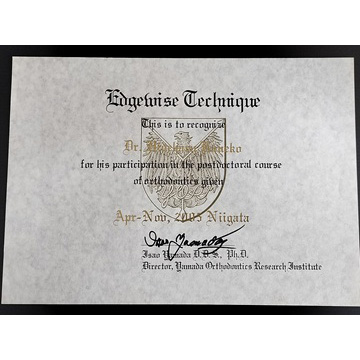 Edgewise Technique
This is to recognize
Dr.
for his participation in the postdoctoral course
of orthodontics given
Apr-Nov, 2005 Niigata
Isao Yamada D.D.S., Ph.D.
Director, Yamada Orthodontics Research Institute